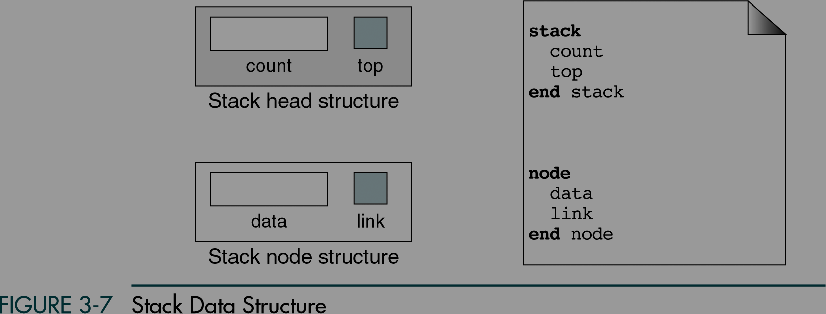 count top
Stack head structure
data link
Stack node structure
stack
count
top
end stack
node
data
link
end node
FIGURE 3-7 Stack Data Structure